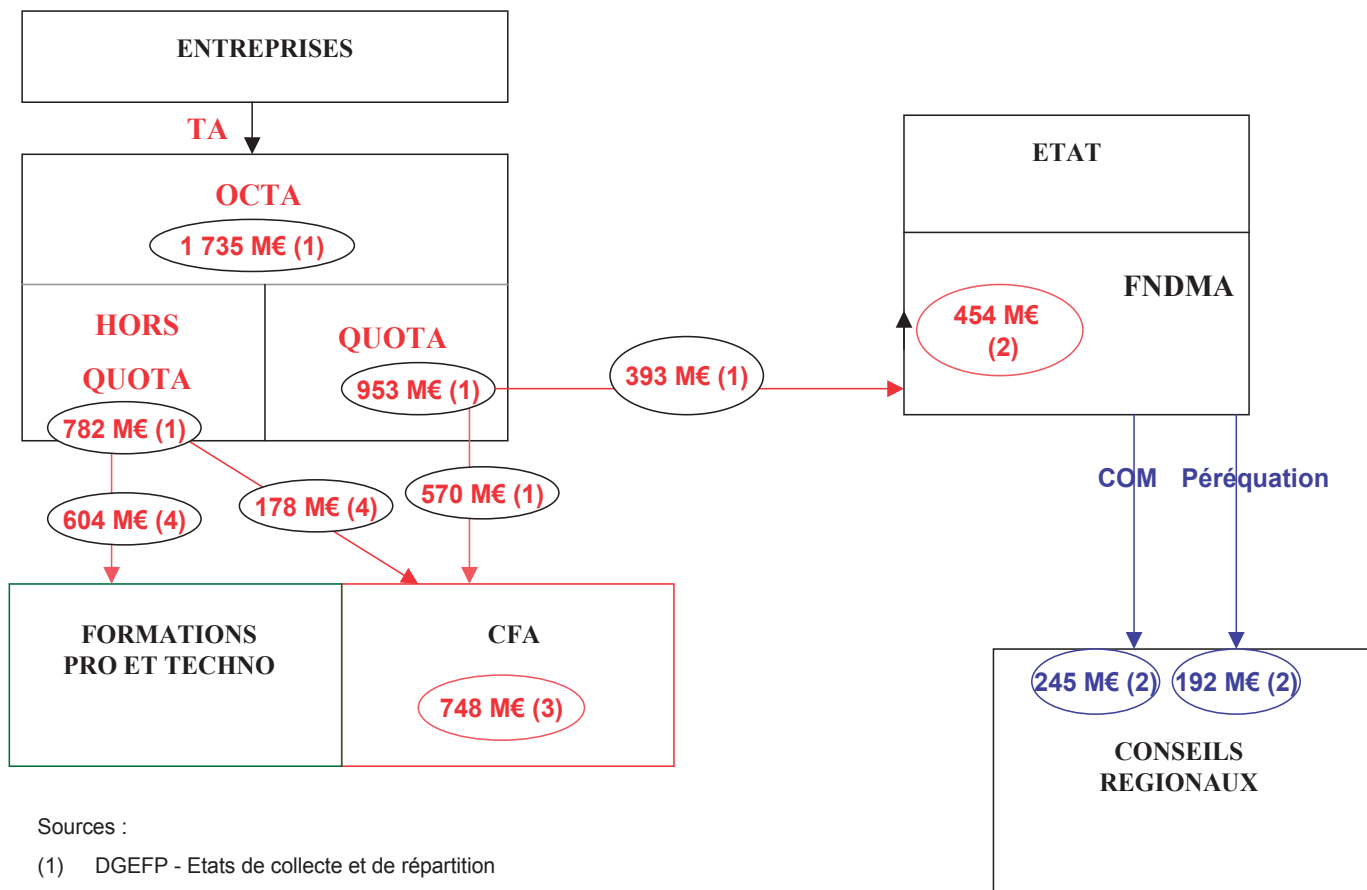 ENTREPRISES
TA
OCTA
1 735 M€ (1)
HORS
QUOTA
782 M€ (1)
QUOTA
953 M€ (1)
393 M€ (1)
ETAT
FNDMA
454 M€
(2)
604 M€ (4)
178 M€ (4)
570 M€ (1)
COM
Péréquation
FORMATIONS
PRO ET TECHNO
CFA
748 M€ (3)
245 M€ (2)
192 M€ (2)
CONSEILS
REGIONAUX
Sources :
(1) DGEFP - Etats de collecte et de répartition